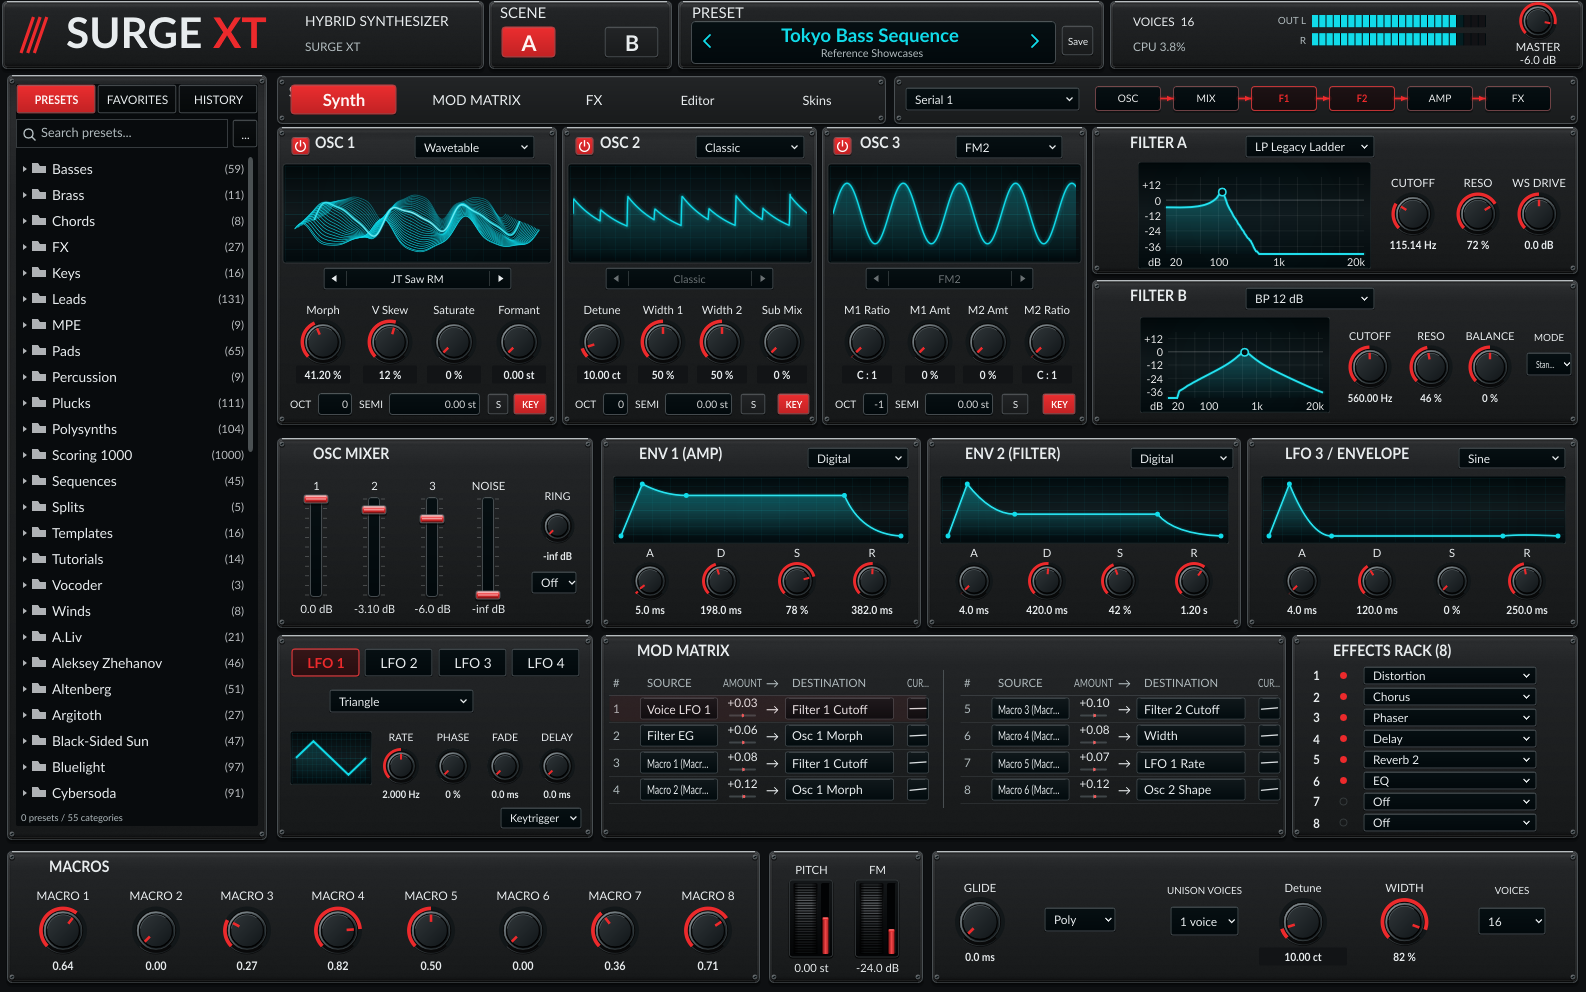 SURGE XT
HYBRID SYNTHESIZER
SURGE XT
SCENE
A
B
PRESET
Tokyo Bass Sequence
Reference Showcases
Save
VOICES 16
CPU 3.8%
OUT L
R
MASTER
-6.0 dB
PRESETS
FAVORITES
HISTORY
Search presets...
...
Basses (59)
Brass (11)
Chords (8)
FX (27)
Keys (16)
Leads (131)
MPE (9)
Pads (65)
Percussion (9)
Plucks (111)
Polysynths (104)
Scoring 1000 (1000)
Sequences (45)
Splits (5)
Templates (16)
Tutorials (14)
Vocoder (3)
Winds (8)
A.Liv (21)
Aleksey Zhehanov (46)
Altenberg (51)
Argitoth (27)
Black-Sided Sun (47)
Bluelight (97)
Cybersoda (91)
0 presets / 55 categories
Synth
MOD MATRIX
FX
Editor
Skins
Serial 1
OSC
MIX
F1
F2
AMP
FX
OSC 1
Wavetable
JT Saw RM
Morph V Skew Saturate Formant
41.20 % 12 % 0 % 0.00 st
OCT 0 SEMI 0.00 st S KEY
OSC 2
Classic
Classic
Detune Width 1 Width 2 Sub Mix
10.00 ct 50 % 50 % 0 %
OCT 0 SEMI 0.00 st S KEY
OSC 3
FM2
FM2
M1 Ratio M1 Amt M2 Amt M2 Ratio
C : 1 0 % 0 % C : 1
OCT -1 SEMI 0.00 st S KEY
FILTER A
LP Legacy Ladder
+12
0
-12
-24
-36
dB 20 100 1k 20k
CUTOFF RESO WS DRIVE
115.14 Hz 72 % 0.0 dB
FILTER B
BP 12 dB
+12
0
-12
-24
-36
dB 20 100 1k 20k
CUTOFF RESO BALANCE MODE
Stan...
560.00 Hz 46 % 0 %
OSC MIXER
1 2 3 NOISE
RING
-inf dB
Off
0.0 dB -3.10 dB -6.0 dB -inf dB
ENV 1 (AMP)
Digital
A D S R
5.0 ms 198.0 ms 78 % 382.0 ms
ENV 2 (FILTER)
Digital
A D S R
4.0 ms 420.0 ms 42 % 1.20 s
LFO 3 / ENVELOPE
Sine
A D S R
4.0 ms 120.0 ms 0 % 250.0 ms
LFO 1
LFO 2
LFO 3
LFO 4
Triangle
RATE PHASE FADE DELAY
2.000 Hz 0 % 0.0 ms 0.0 ms
Keytrigger
MOD MATRIX
# SOURCE AMOUNT → DESTINATION CUR...
1 Voice LFO 1 +0.03 → Filter 1 Cutoff
2 Filter EG +0.06 → Osc 1 Morph
3 Macro 1 (Macr... +0.08 → Filter 1 Cutoff
4 Macro 2 (Macr... +0.12 → Osc 1 Morph
# SOURCE AMOUNT → DESTINATION CUR...
5 Macro 3 (Macr... +0.10 → Filter 2 Cutoff
6 Macro 4 (Macr... +0.08 → Width
7 Macro 5 (Macr... +0.07 → LFO 1 Rate
8 Macro 6 (Macr... +0.12 → Osc 2 Shape
EFFECTS RACK (8)
1 Distortion
2 Chorus
3 Phaser
4 Delay
5 Reverb 2
6 EQ
7 Off
8 Off
MACROS
MACRO 1 MACRO 2 MACRO 3 MACRO 4 MACRO 5 MACRO 6 MACRO 7 MACRO 8
0.64 0.00 0.27 0.82 0.50 0.00 0.36 0.71
PITCH FM
0.00 st -24.0 dB
GLIDE
0.0 ms
Poly
UNISON VOICES
1 voice
Detune
10.00 ct
WIDTH
82 %
VOICES
16